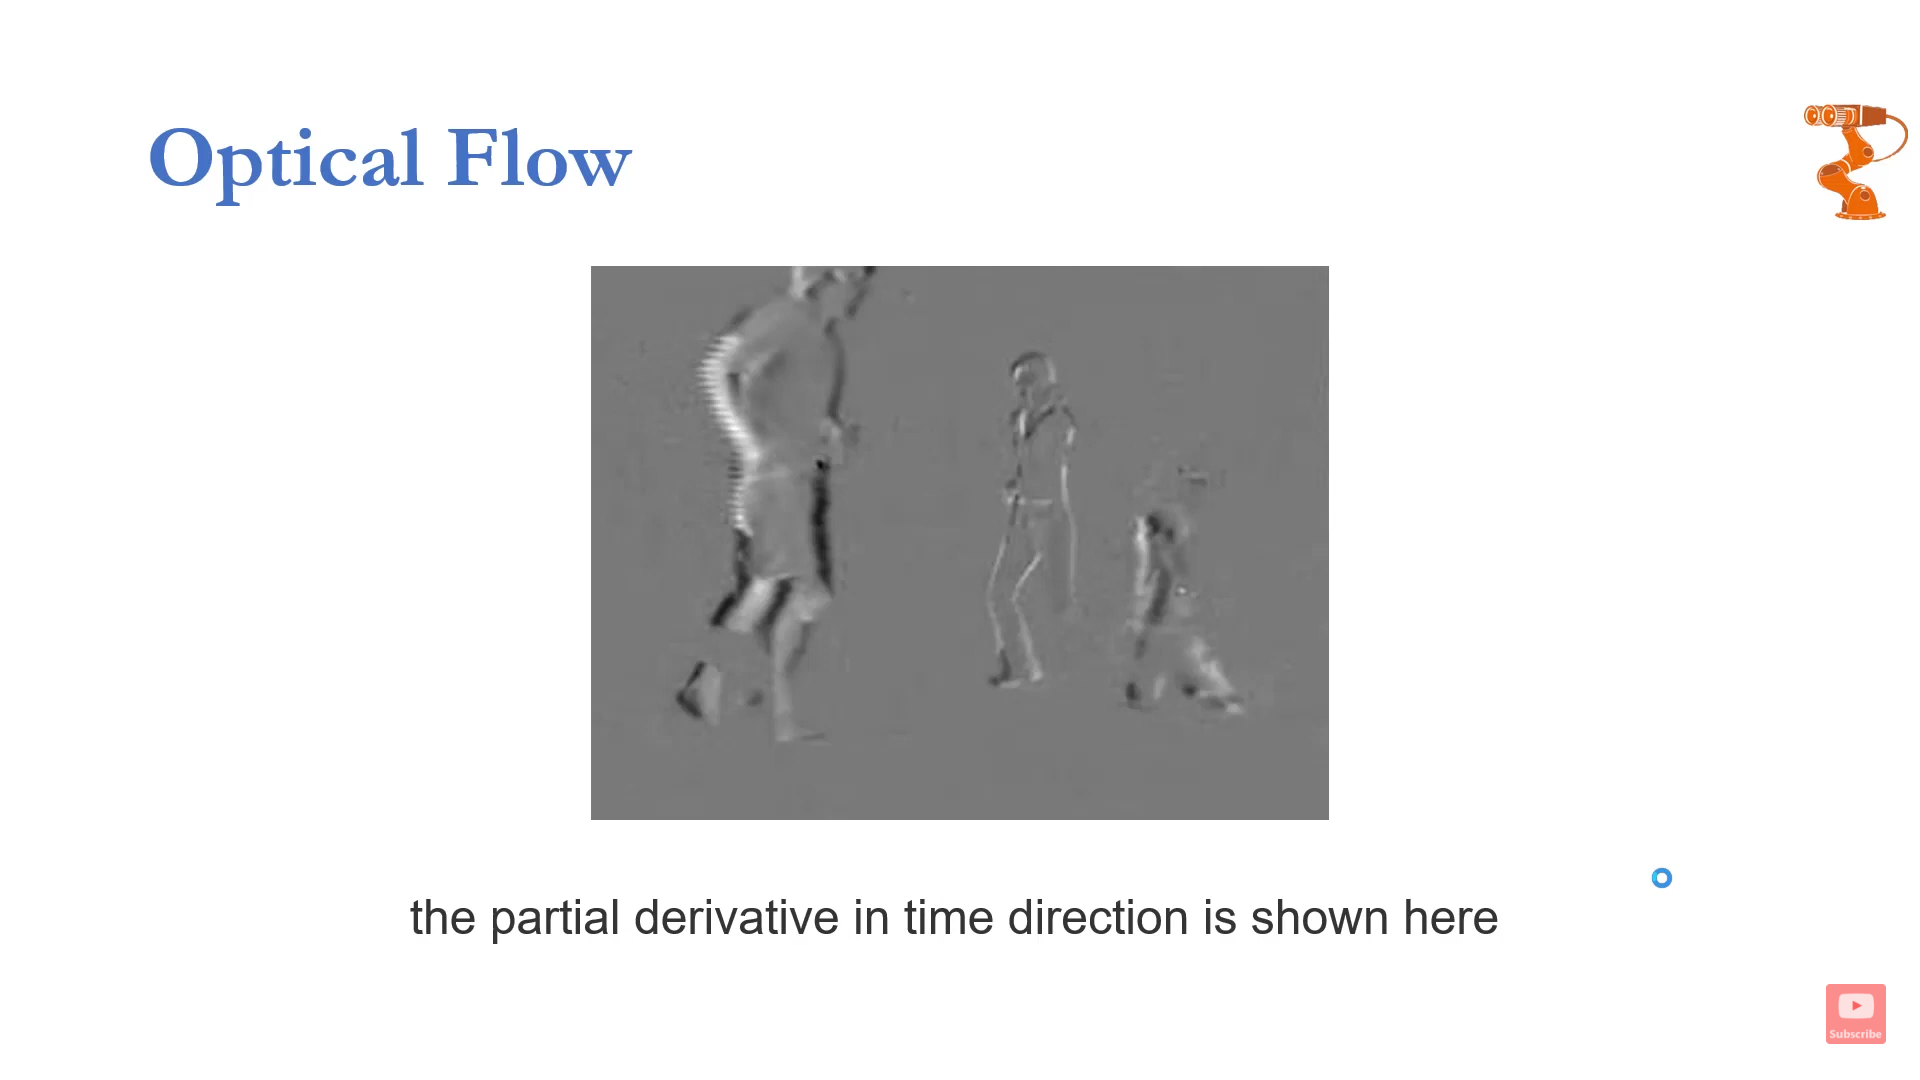 Optical Flow
the partial derivative in time direction is shown here
Subscribe